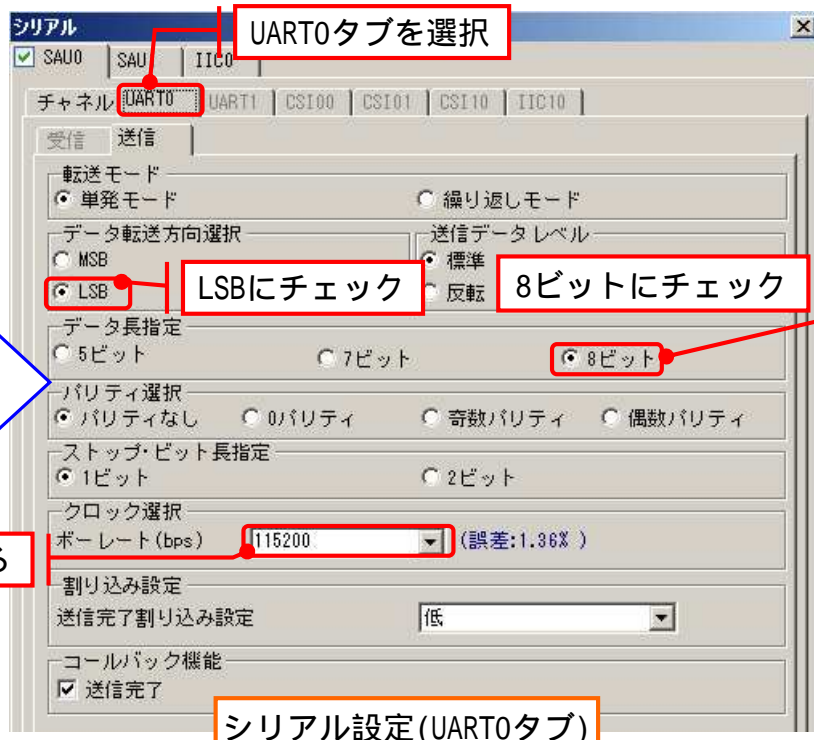 シリアル
UART0タブを選択
SAU0 SAU IIC0
チャネル UART0 UART1 CSI00 CSI01 CSI10 IIC10
受信 送信
転送モード
単発モード 繰り返しモード
データ転送方向選択 送信データレベル
MSB 標準
LSB LSBにチェック 反転 8ビットにチェック
データ長指定
5ビット 7ビット 8ビット
パリティ選択
パリティなし 0パリティ 奇数パリティ 偶数パリティ
ストップ・ビット長指定
1ビット 2ビット
クロック選択
る ボーレート(bps) 115200 (誤差:1.36% )
割り込み設定
送信完了割り込み設定 低
コールバック機能
送信完了
シリアル設定(UART0タブ)